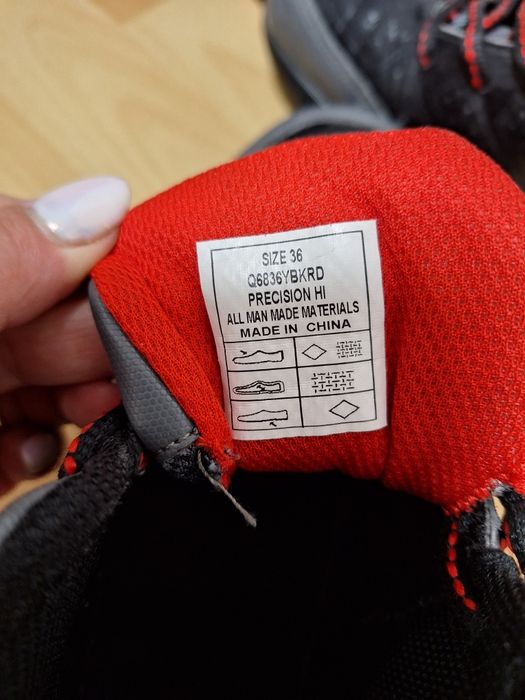 SIZE 36
Q6836YBKRD
PRECISION HI
ALL MAN MADE MATERIALS
MADE IN CHINA